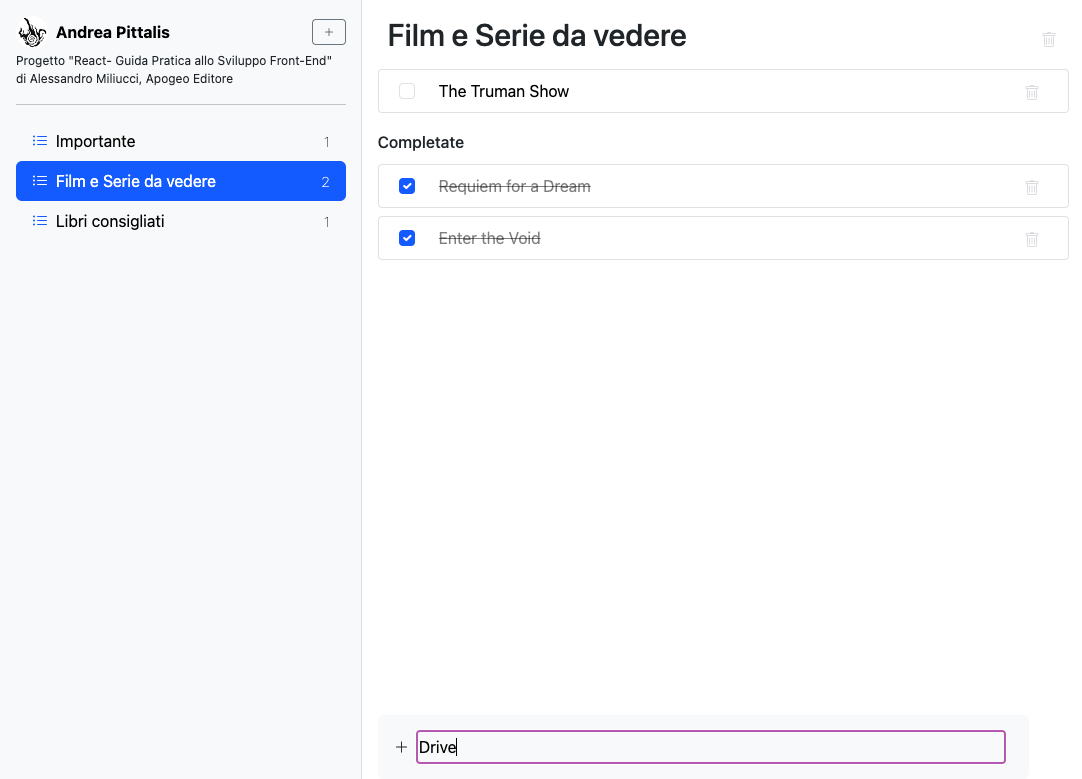 Andrea Pittalis
+
Progetto "React- Guida Pratica allo Sviluppo Front-End"
di Alessandro Miliucci, Apogeo Editore
Importante 1
Film e Serie da vedere 2
Libri consigliati 1
Film e Serie da vedere
The Truman Show
Completate
Requiem for a Dream
Enter the Void
+ Drive